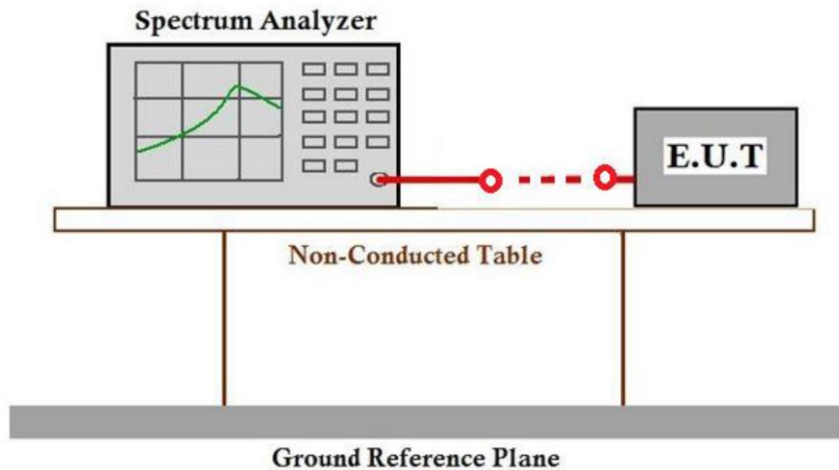 Spectrum Analyzer
E.U.T
Non-Conducted Table
Ground Reference Plane